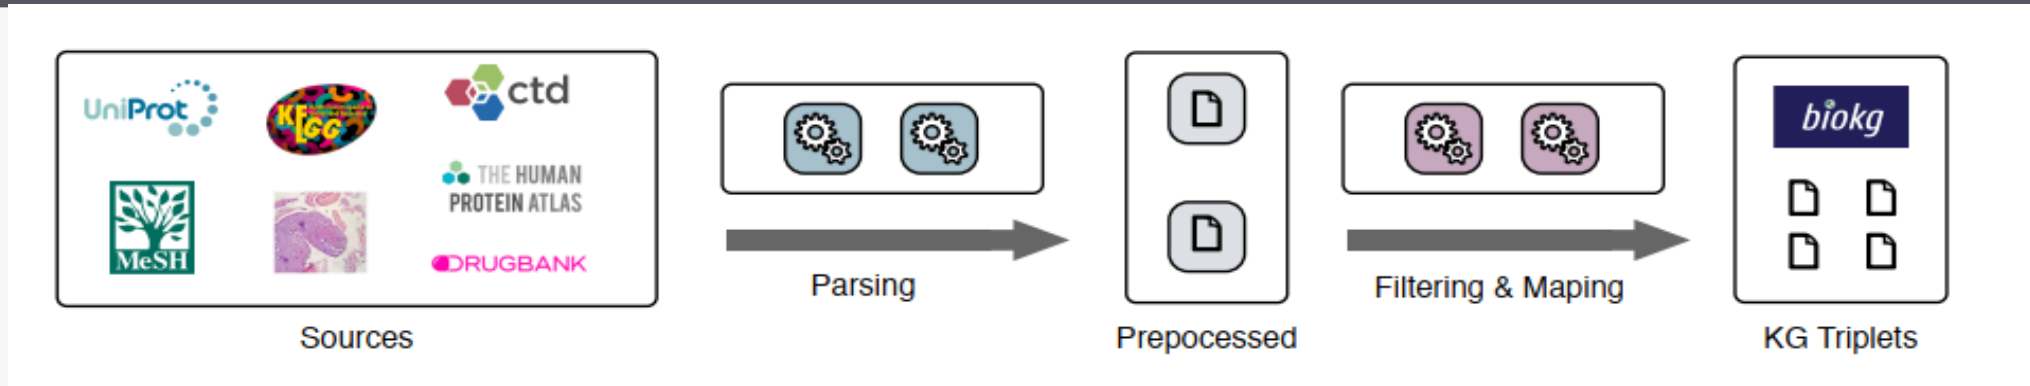 UniProt
KEGG
ctd
THE HUMAN
PROTEIN ATLAS
MeSH
DRUGBANK
Sources
Parsing
Prepocessed
Filtering & Maping
biokg
KG Triplets